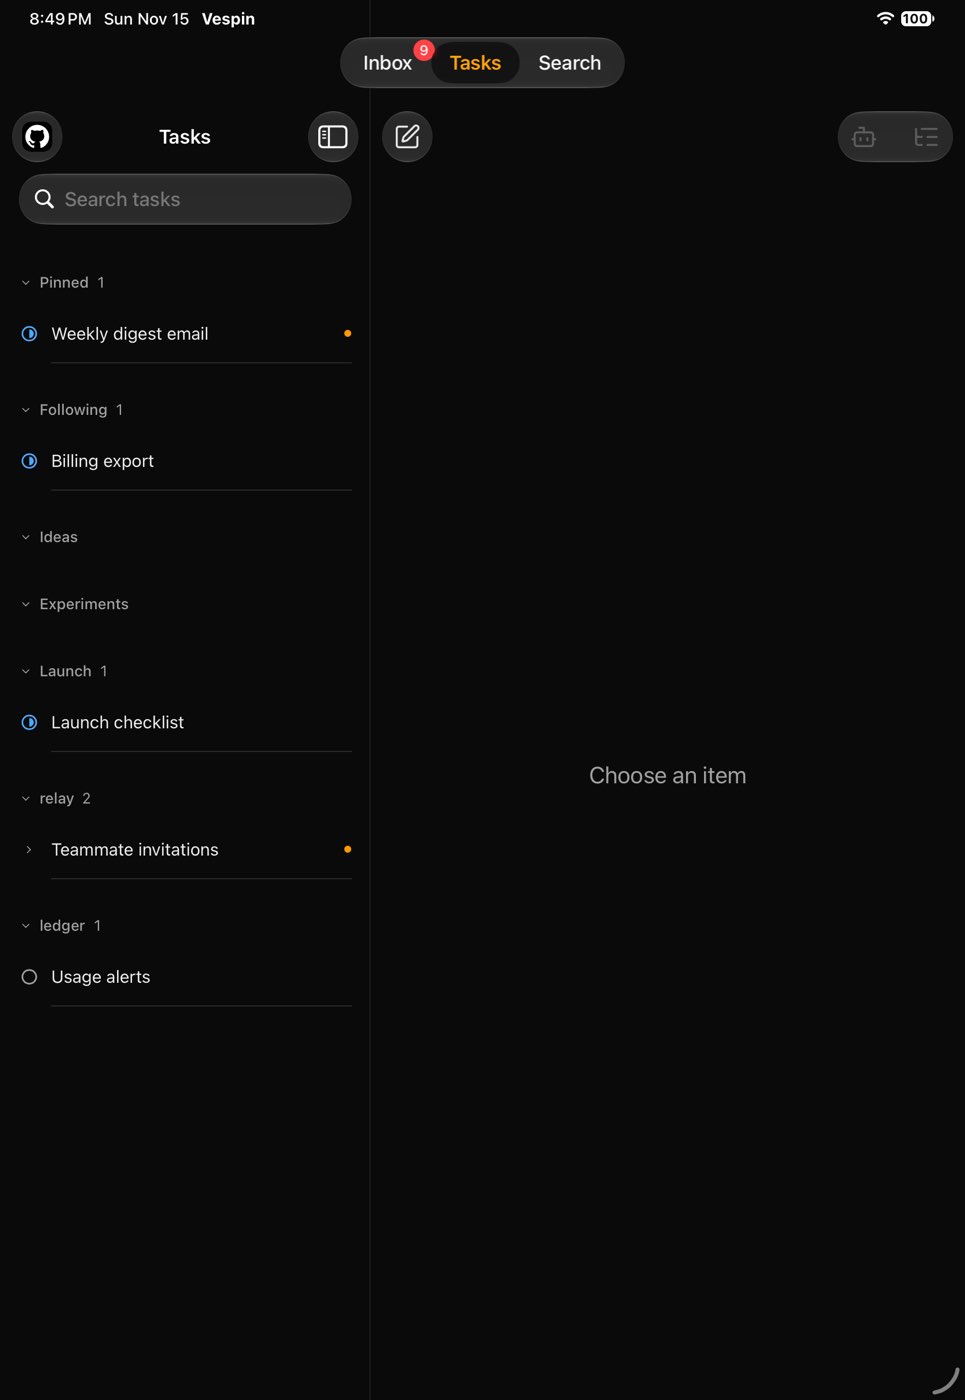 8:49 PM Sun Nov 15 Vespin
100
Inbox 9 Tasks Search
Tasks
Search tasks
Pinned 1
Weekly digest email
Following 1
Billing export
Ideas
Experiments
Launch 1
Launch checklist
Choose an item
relay 2
Teammate invitations
ledger 1
Usage alerts